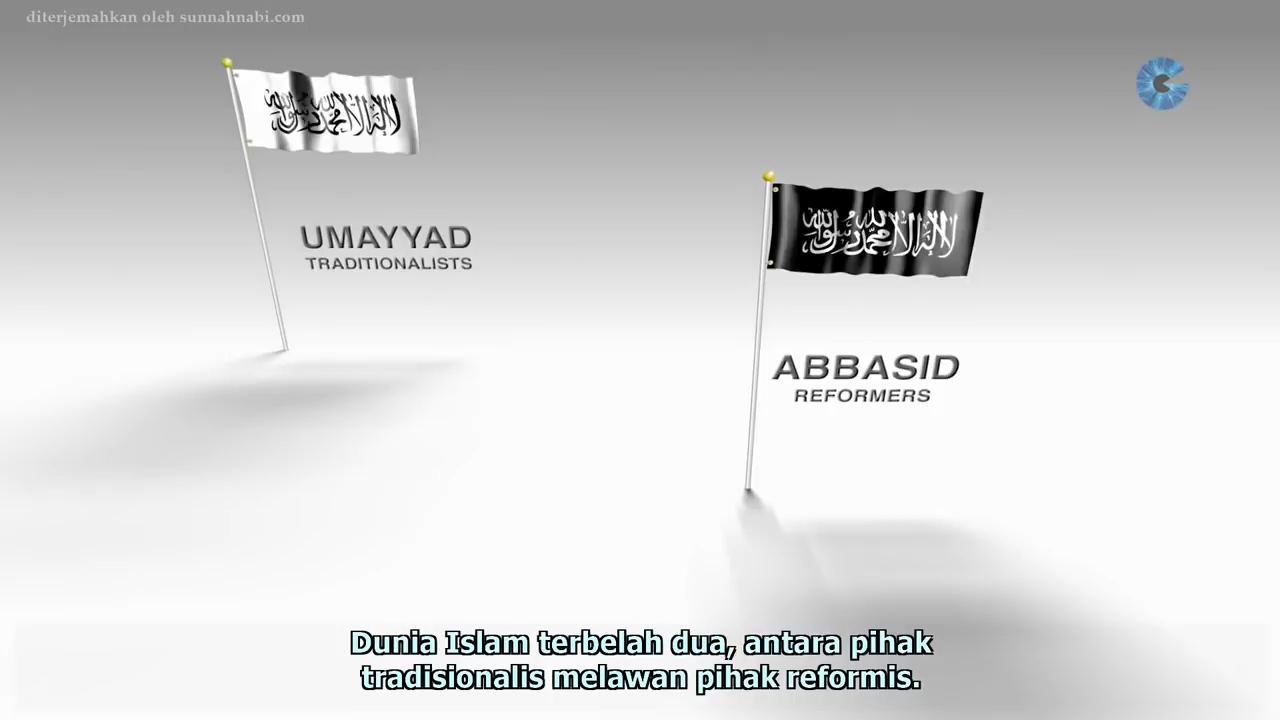 diterjemahkan oleh sunnahnabi.com
لا إله إلا الله محمد رسول الله
UMAYYAD
TRADITIONALISTS
لا إله إلا الله محمد رسول الله
ABBASID
REFORMERS
Dunia Islam terbelah dua, antara pihak
tradisionalis melawan pihak reformis.